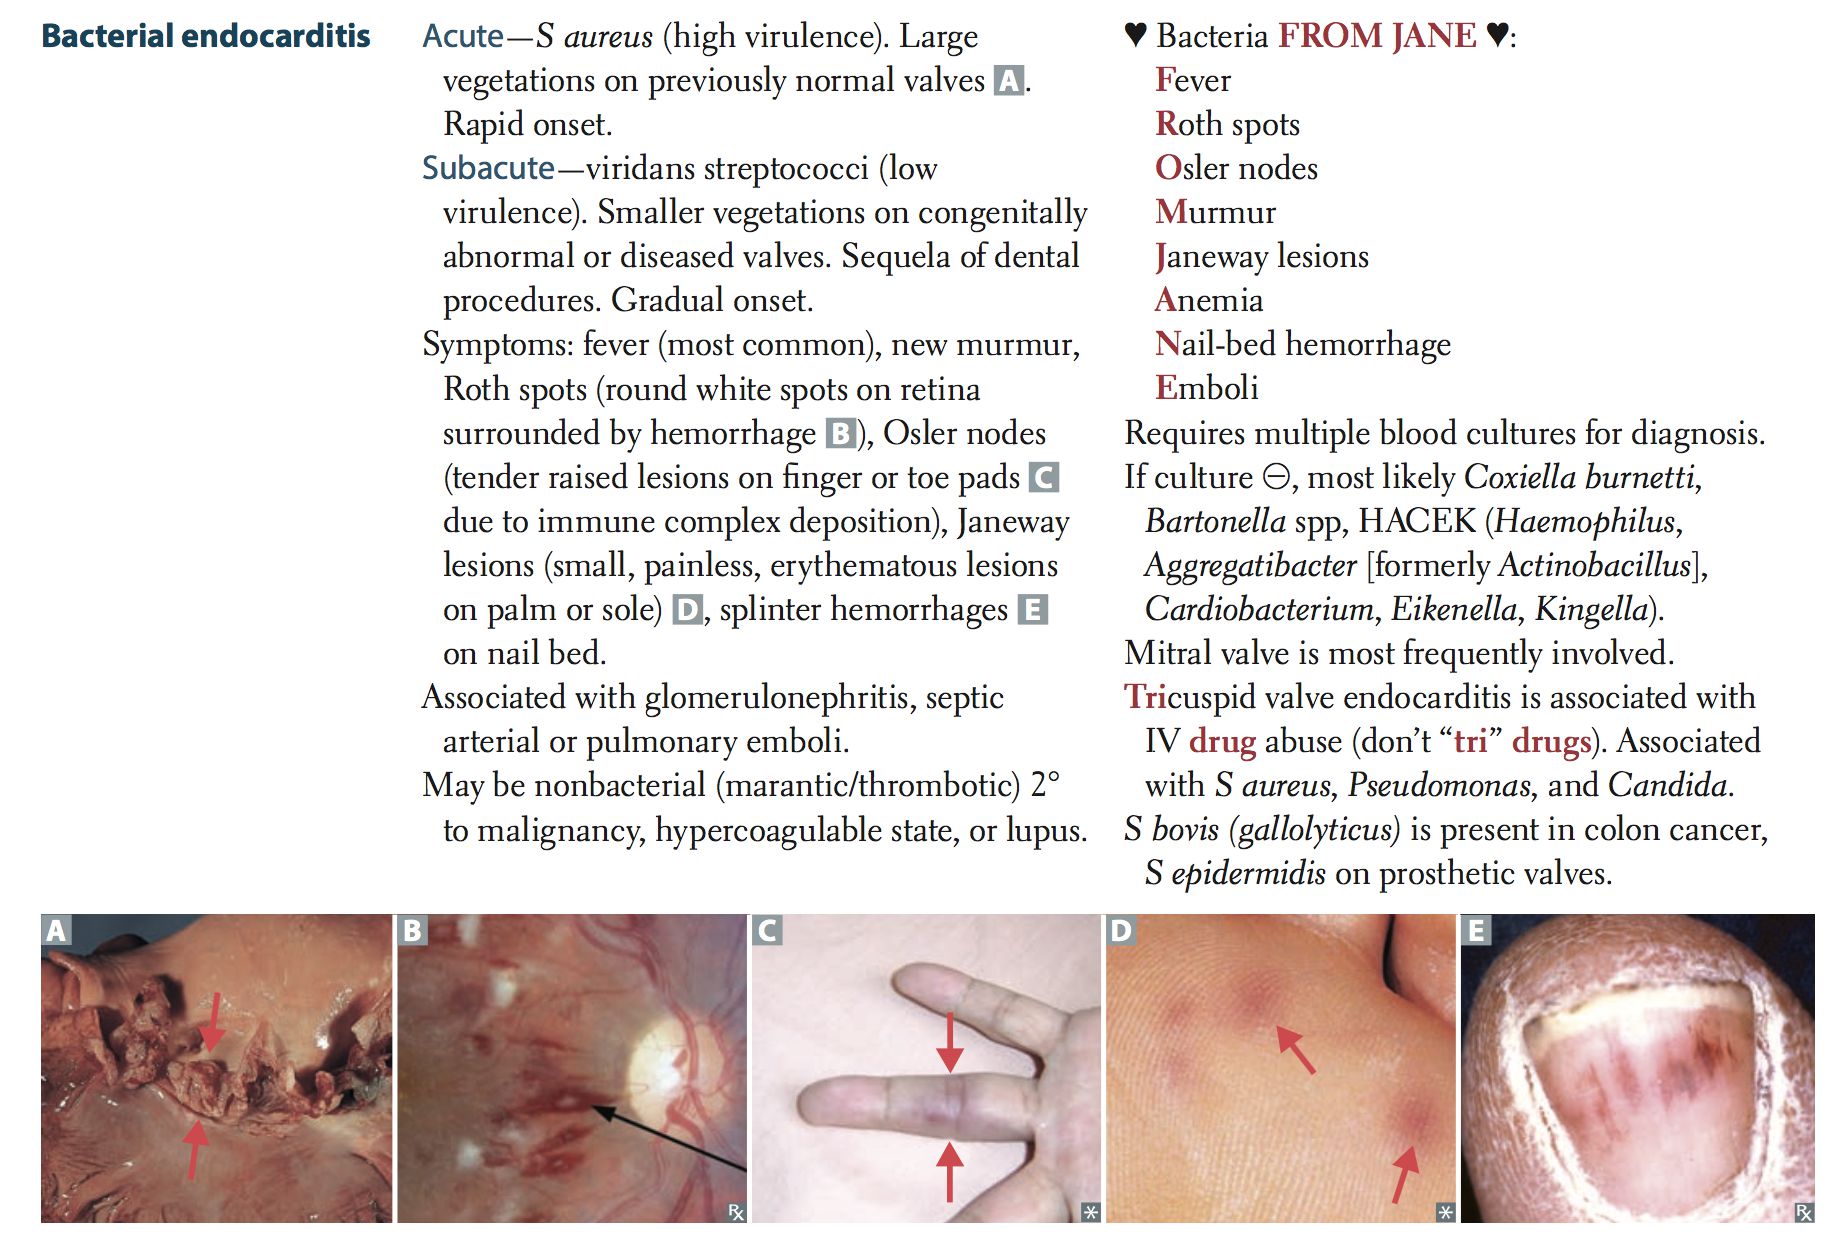 Bacterial endocarditis
Acute—S aureus (high virulence). Large
vegetations on previously normal valves A.
Rapid onset.
Subacute—viridans streptococci (low
virulence). Smaller vegetations on congenitally
abnormal or diseased valves. Sequela of dental
procedures. Gradual onset.
Symptoms: fever (most common), new murmur,
Roth spots (round white spots on retina
surrounded by hemorrhage B), Osler nodes
(tender raised lesions on finger or toe pads C
due to immune complex deposition), Janeway
lesions (small, painless, erythematous lesions
on palm or sole) D, splinter hemorrhages E
on nail bed.
Associated with glomerulonephritis, septic
arterial or pulmonary emboli.
May be nonbacterial (marantic/thrombotic) 2°
to malignancy, hypercoagulable state, or lupus.
♥ Bacteria FROM JANE ♥:
Fever
Roth spots
Osler nodes
Murmur
Janeway lesions
Anemia
Nail-bed hemorrhage
Emboli
Requires multiple blood cultures for diagnosis.
If culture ⊖, most likely Coxiella burnetti,
Bartonella spp, HACEK (Haemophilus,
Aggregatibacter [formerly Actinobacillus],
Cardiobacterium, Eikenella, Kingella).
Mitral valve is most frequently involved.
Tricuspid valve endocarditis is associated with
IV drug abuse (don't “tri” drugs). Associated
with S aureus, Pseudomonas, and Candida.
S bovis (gallolyticus) is present in colon cancer,
S epidermidis on prosthetic valves.
A
B
℞
C
*
D
*
E
℞